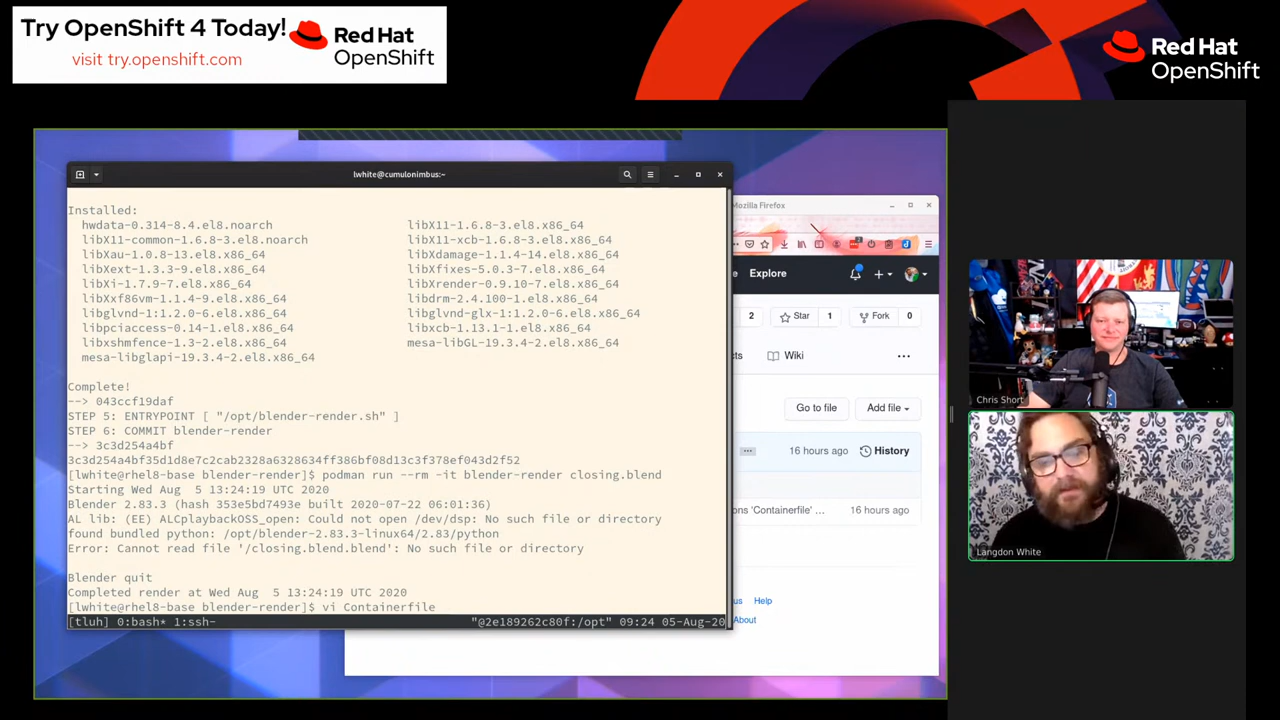 Try OpenShift 4 Today!
visit try.openshift.com
Red Hat
OpenShift
Red Hat
OpenShift
lwhite@cumulonimbus:~
Installed:
hwdata-0.314-8.4.el8.noarch libX11-1.6.8-3.el8.x86_64
libX11-common-1.6.8-3.el8.noarch libX11-xcb-1.6.8-3.el8.x86_64
libXau-1.0.8-13.el8.x86_64 libXdamage-1.1.4-14.el8.x86_64
libXext-1.3.3-9.el8.x86_64 libXfixes-5.0.3-7.el8.x86_64
libXi-1.7.9-7.el8.x86_64 libXrender-0.9.10-7.el8.x86_64
libXxf86vm-1.1.4-9.el8.x86_64 libdrm-2.4.100-1.el8.x86_64
libglvnd-1:1.2.0-6.el8.x86_64 libglvnd-glx-1:1.2.0-6.el8.x86_64
libpciaccess-0.14-1.el8.x86_64 libxcb-1.13.1-1.el8.x86_64
libxshmfence-1.3-2.el8.x86_64 mesa-libGL-19.3.4-2.el8.x86_64
mesa-libglapi-19.3.4-2.el8.x86_64
Complete!
--> 043ccf19daf
STEP 5: ENTRYPOINT [ "/opt/blender-render.sh" ]
STEP 6: COMMIT blender-render
--> 3c3d254a4bf
3c3d254a4bf35d1d8e7c2cab2328a6328634ff386bf08d13c3f378ef043d2f52
[lwhite@rhel8-base blender-render]$ podman run --rm -it blender-render closing.blend
Starting Wed Aug  5 13:24:19 UTC 2020
Blender 2.83.3 (hash 353e5bd7493e built 2020-07-22 06:01:36)
AL lib: (EE) ALCplaybackOSS_open: Could not open /dev/dsp: No such file or directory
found bundled python: /opt/blender-2.83.3-linux64/2.83/python
Error: Cannot read file '/closing.blend.blend': No such file or directory
Blender quit
Completed render at Wed Aug  5 13:24:19 UTC 2020
[lwhite@rhel8-base blender-render]$ vi Containerfile
[tluh] 0:bash* 1:ssh- "@2e189262c80f:/opt" 09:24 05-Aug-20
Mozilla Firefox
e Explore
2 Star 1 Fork 0
cts Wiki
Go to file Add file
16 hours ago History
ons 'Containerfile' … 16 hours ago
us Help
About
Chris Short
Langdon White